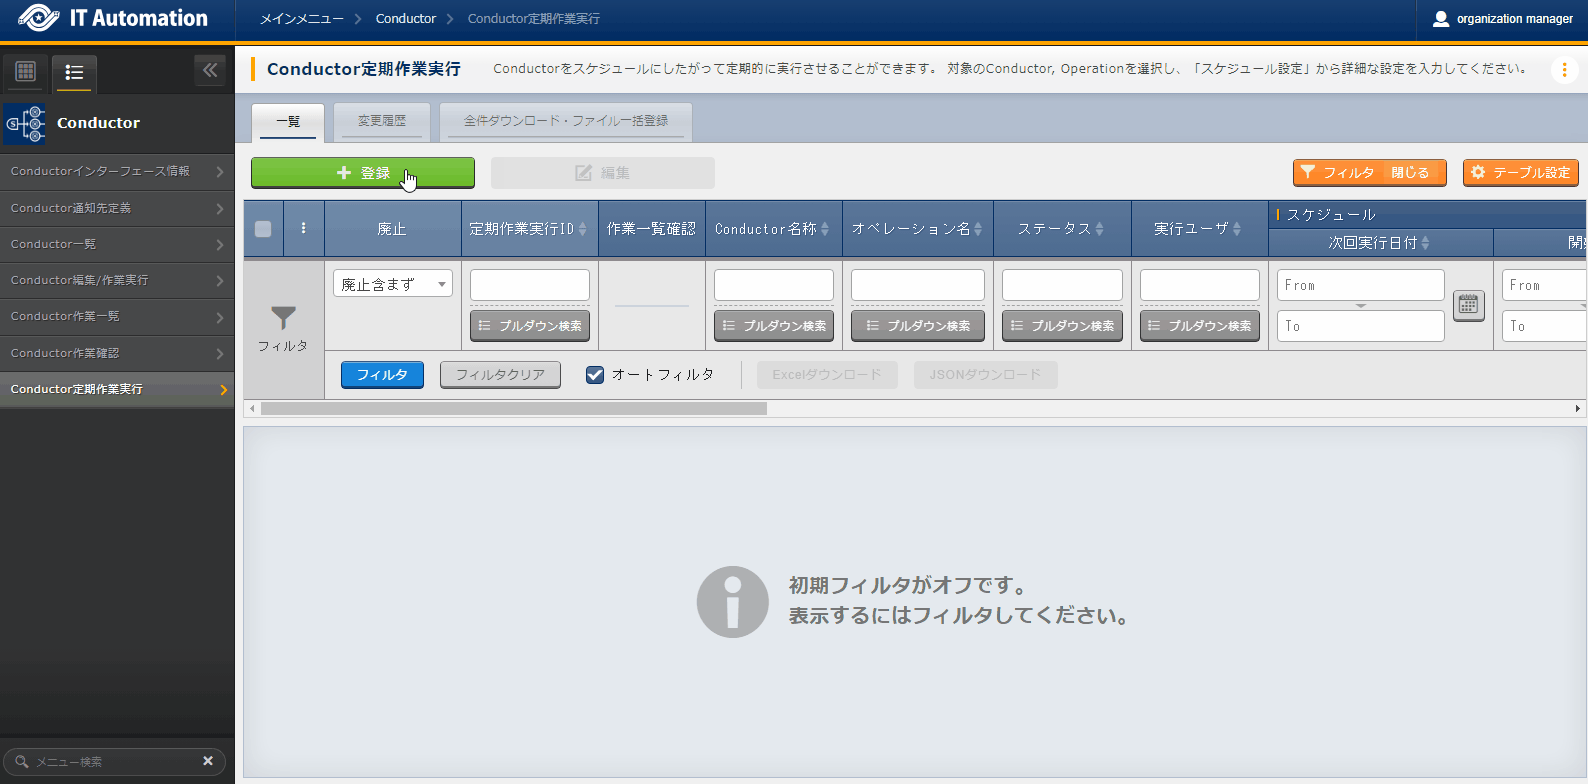 IT Automation
メインメニュー
Conductor
Conductor定期作業実行
organization manager
Conductor
Conductorインターフェース情報
Conductor通知先定義
Conductor一覧
Conductor編集/作業実行
Conductor作業一覧
Conductor作業確認
Conductor定期作業実行
メニュー検索
Conductor定期作業実行
Conductorをスケジュールにしたがって定期的に実行させることができます。 対象のConductor, Operationを選択し、「スケジュール設定」から詳細な設定を入力してください。
一覧
変更履歴
全件ダウンロード・ファイル一括登録
登録
編集
フィルタ 閉じる
テーブル設定
廃止
定期作業実行ID
作業一覧確認
Conductor名称
オペレーション名
ステータス
実行ユーザ
スケジュール
次回実行日付
フィルタ
廃止含まず
プルダウン検索
プルダウン検索
プルダウン検索
プルダウン検索
プルダウン検索
From
To
From
To
フィルタ
フィルタクリア
オートフィルタ
Excelダウンロード
JSONダウンロード
初期フィルタがオフです。
表示するにはフィルタしてください。